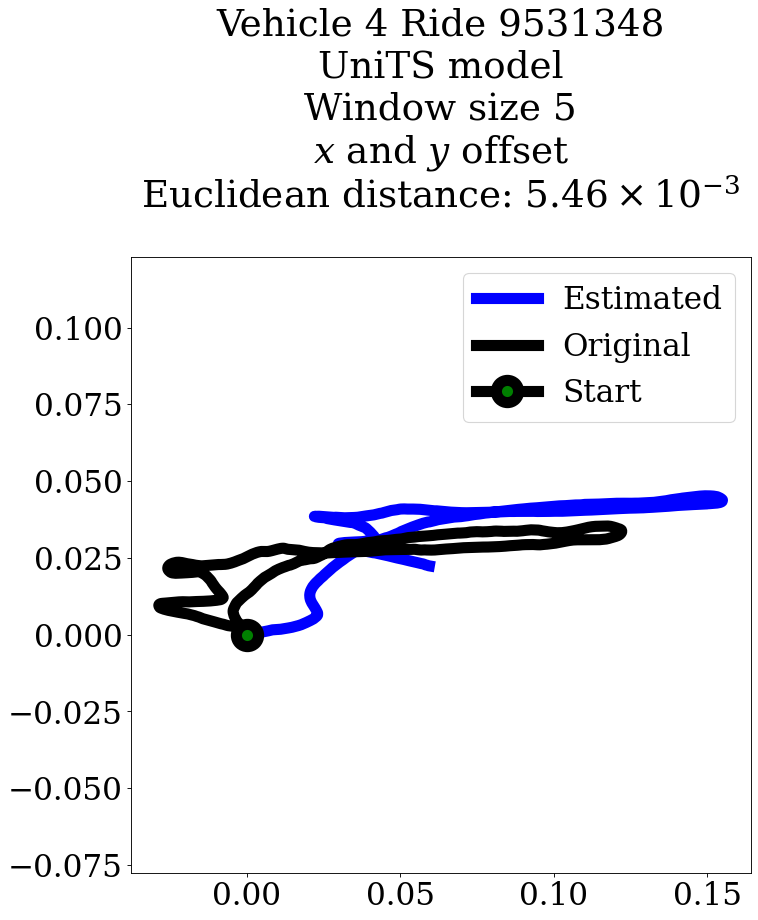 Vehicle 4 Ride 9531348
UniTS model
Window size 5
x and y offset
Euclidean distance: 5.46 × 10⁻³
Estimated
Original
Start
0.100
0.075
0.050
0.025
0.000
−0.025
−0.050
−0.075
0.00 0.05 0.10 0.15